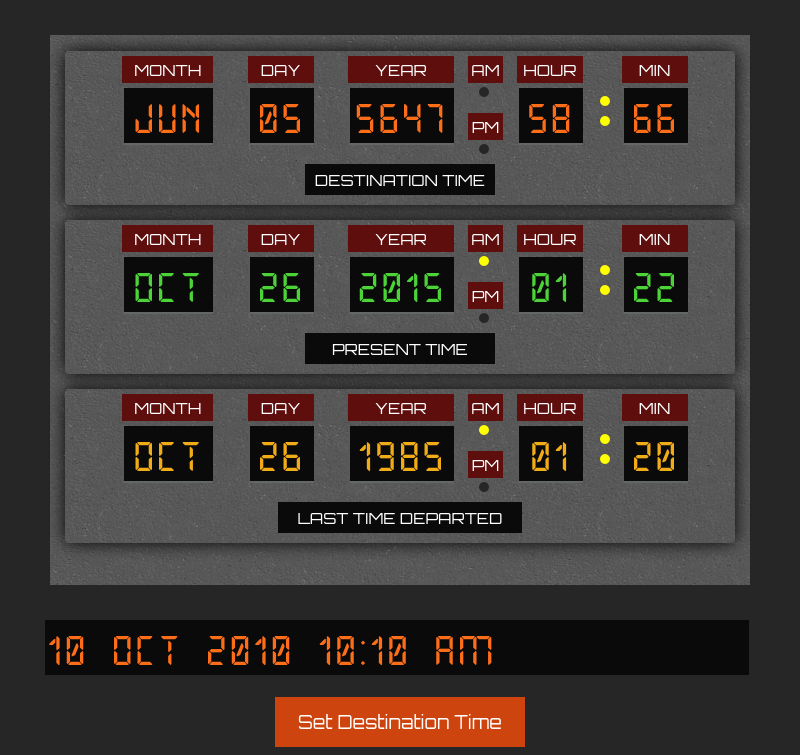 MONTH DAY YEAR AM HOUR MIN
JUN 05 5647 PM 58 : 66
DESTINATION TIME
MONTH DAY YEAR AM HOUR MIN
OCT 26 2015 PM 01 : 22
PRESENT TIME
MONTH DAY YEAR AM HOUR MIN
OCT 26 1985 PM 01 : 20
LAST TIME DEPARTED
10 OCT 2010 10:10 AM
Set Destination Time